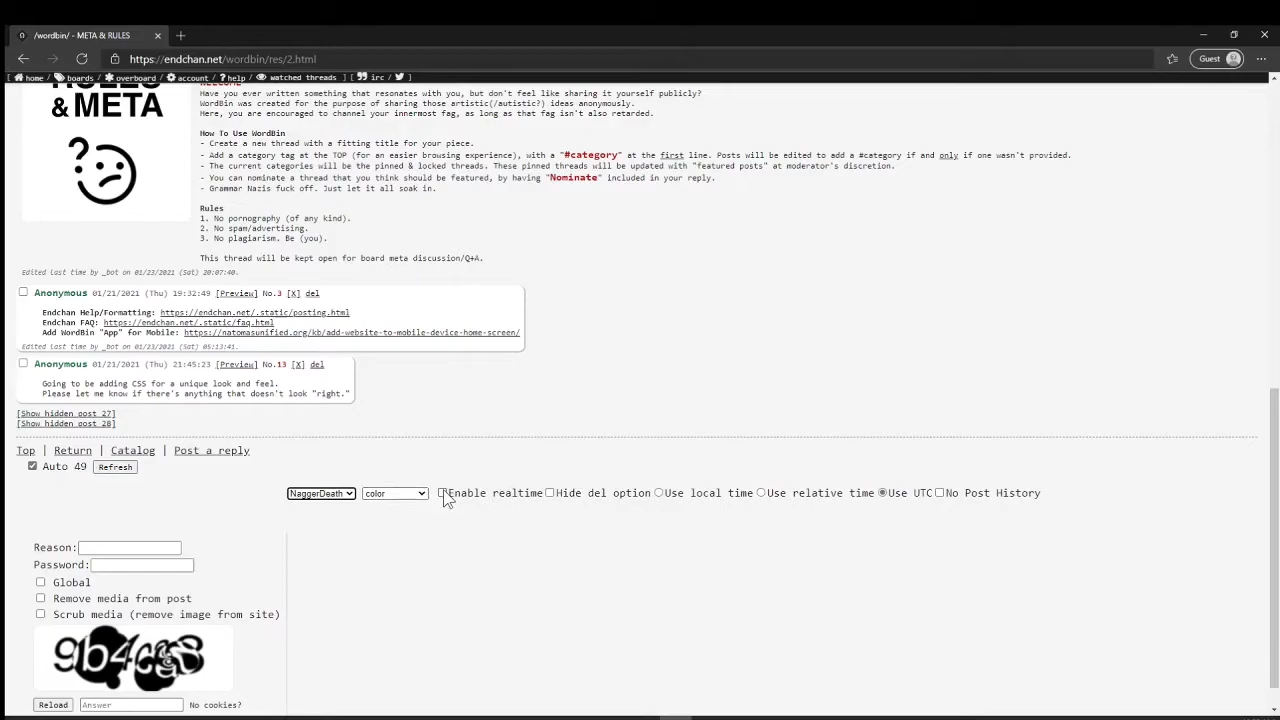 /wordbin/ - META & RULES
https://endchan.net/wordbin/res/2.html
Guest
[ home boards overboard account ? help watched threads ] [ irc / ]
RULES
& META
WELCOME
Have you ever written something that resonates with you, but don't feel like sharing it yourself publicly?
WordBin was created for the purpose of sharing those artistic(/autistic?) ideas anonymously.
Here, you are encouraged to channel your innermost fag, as long as that fag isn't also retarded.
How To Use WordBin
- Create a new thread with a fitting title for your piece.
- Add a category tag at the TOP (for an easier browsing experience), with a "#category" at the first line. Posts will be edited to add a #category if and only if one wasn't provided.
- The current categories will be the pinned & locked threads. These pinned threads will be updated with "featured posts" at moderator's discretion.
- You can nominate a thread that you think should be featured, by having "Nominate" included in your reply.
- Grammar Nazis fuck off. Just let it all soak in.
Rules
1. No pornography (of any kind).
2. No spam/advertising.
3. No plagiarism. Be (you).
This thread will be kept open for board meta discussion/Q+A.
Edited last time by _bot on 01/23/2021 (Sat) 20:07:40.
Anonymous 01/21/2021 (Thu) 19:32:49 [Preview] No.3 [X] del
Endchan Help/Formatting: https://endchan.net/.static/posting.html
Endchan FAQ: https://endchan.net/.static/faq.html
Add WordBin "App" for Mobile: https://natomasunified.org/kb/add-website-to-mobile-device-home-screen/
Edited last time by _bot on 01/23/2021 (Sat) 05:13:41.
Anonymous 01/21/2021 (Thu) 21:45:23 [Preview] No.13 [X] del
Going to be adding CSS for a unique look and feel.
Please let me know if there's anything that doesn't look "right."
[Show hidden post 27]
[Show hidden post 28]
Top | Return | Catalog | Post a reply
Auto 49 Refresh
NaggerDeath color Enable realtime Hide del option Use local time Use relative time Use UTC No Post History
Reason:
Password:
Global
Remove media from post
Scrub media (remove image from site)
Reload Answer No cookies?